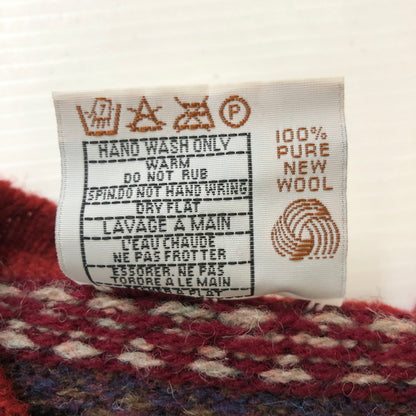 P
HAND WASH ONLY
WARM
DO NOT RUB
SPIN.DO NOT HAND WRING
DRY FLAT
LAVAGE À MAIN
L'EAU CHAUDE
NE PAS FROTTER
ESSORER. NE PAS
TORDRE A LE MAIN
PLAT
100%
PURE
NEW
WOOL